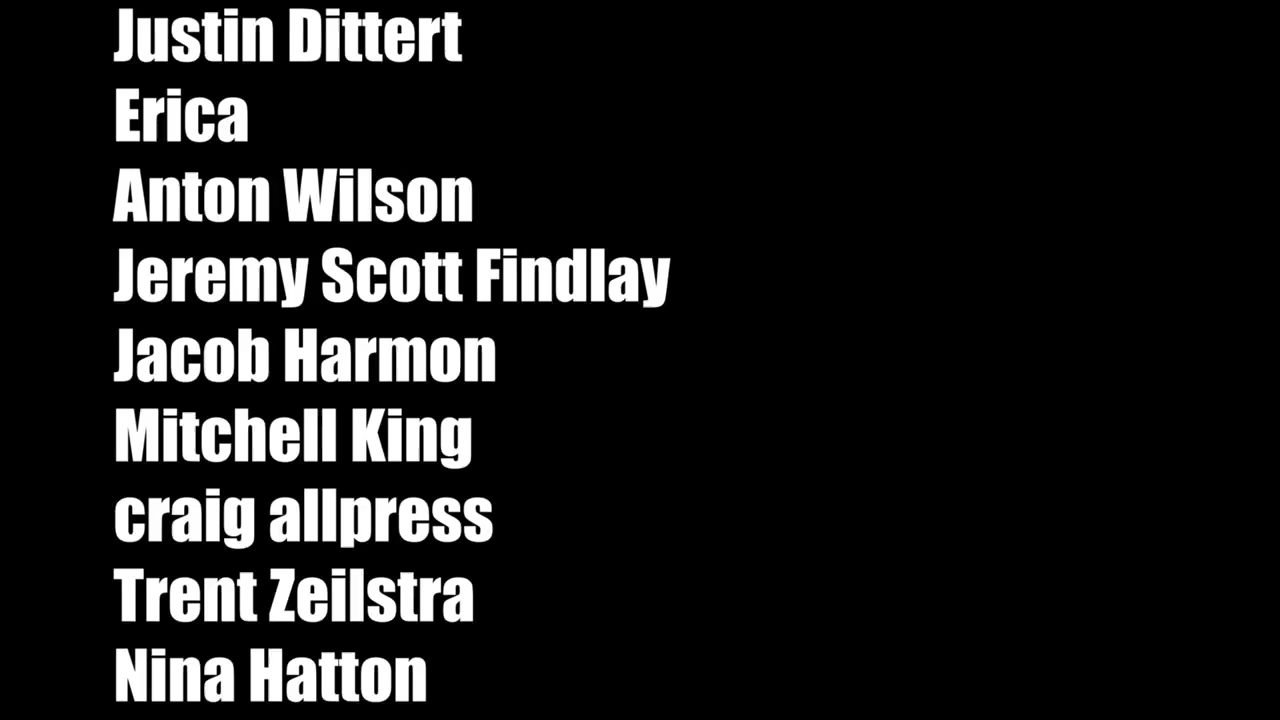 Justin Dittert
Erica
Anton Wilson
Jeremy Scott Findlay
Jacob Harmon
Mitchell King
craig allpress
Trent Zeilstra
Nina Hatton